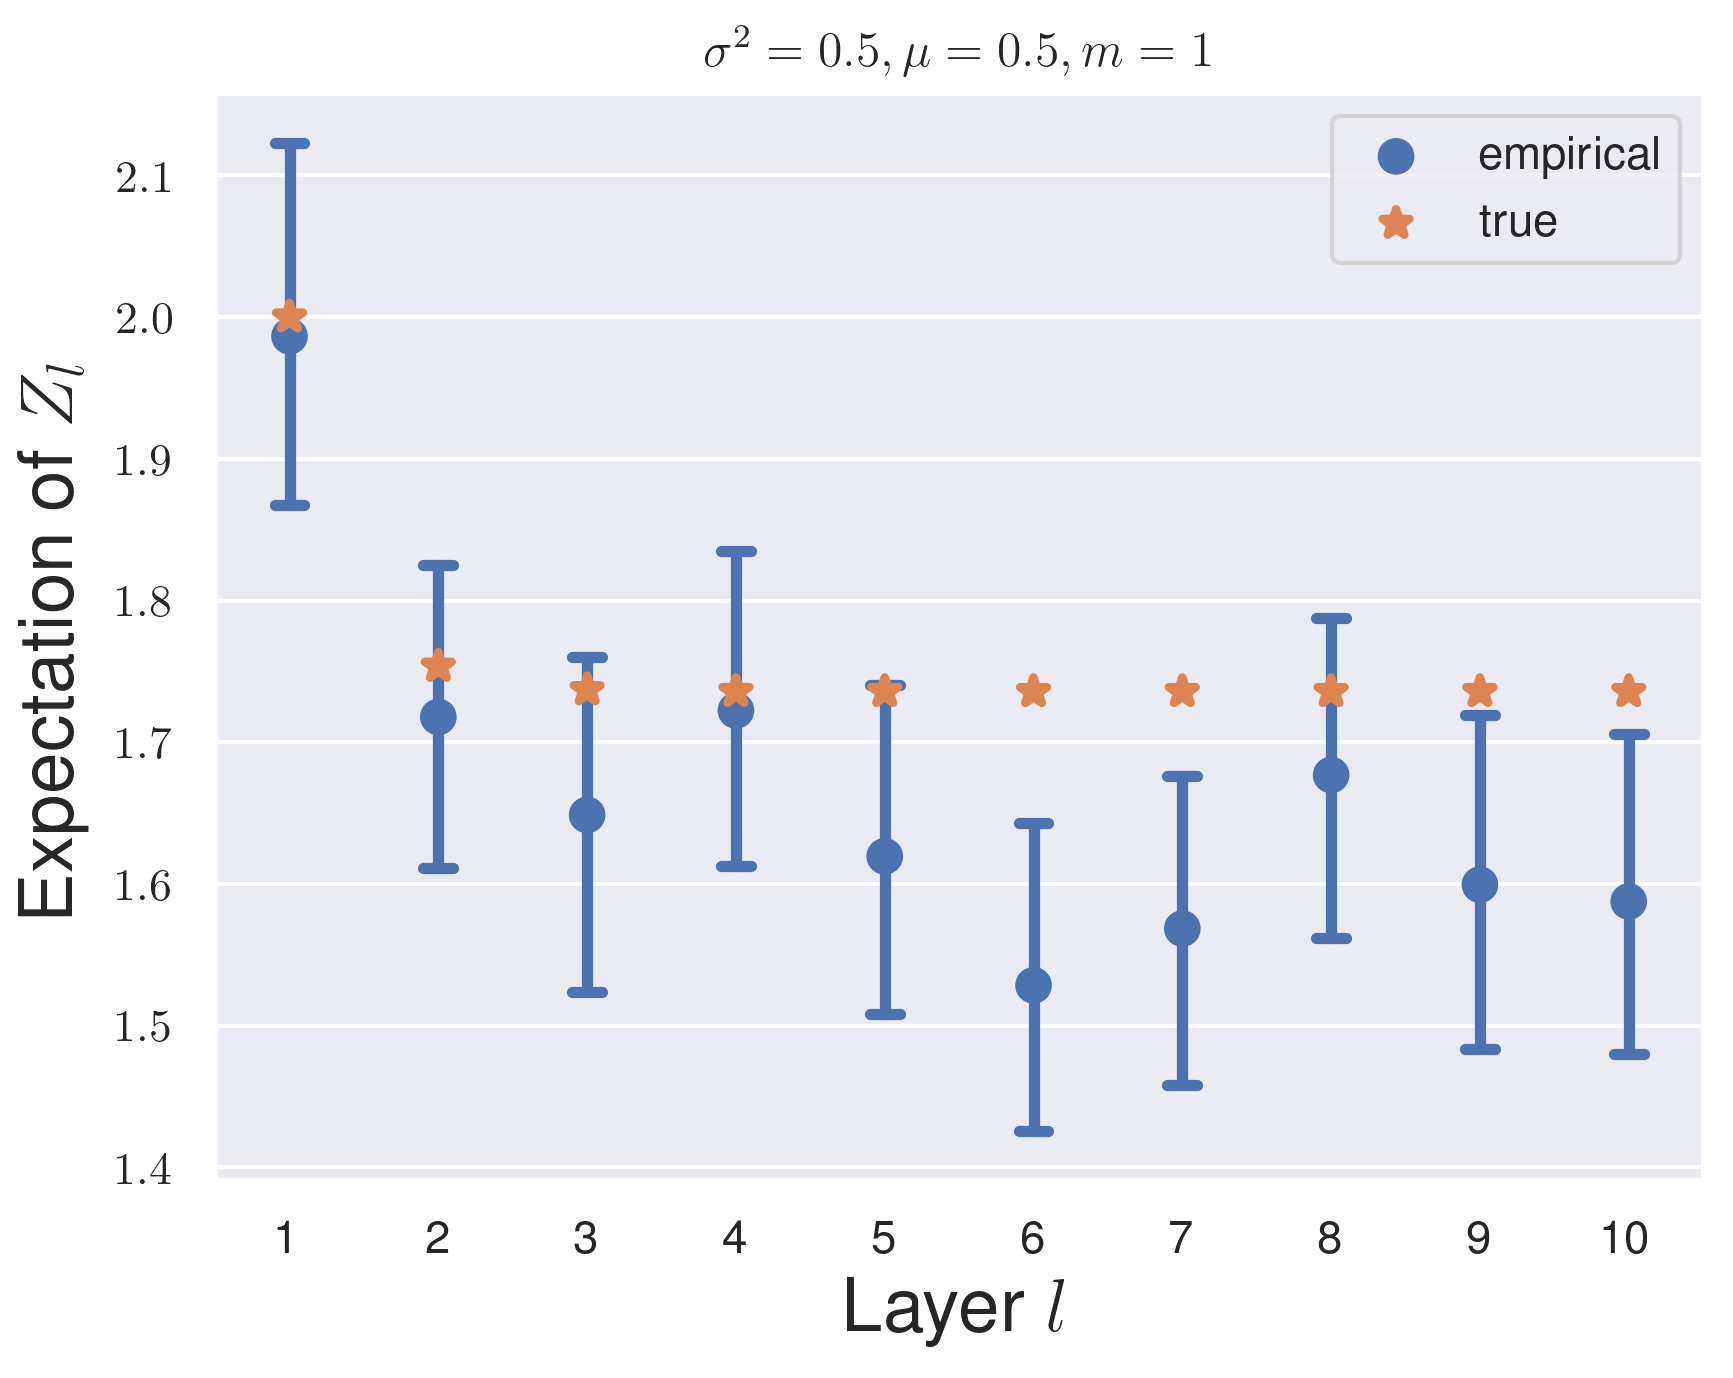 σ² = 0.5, μ = 0.5, m = 1
empirical
true
Expectation of Z_l
2.1
2.0
1.9
1.8
1.7
1.6
1.5
1.4
1 2 3 4 5 6 7 8 9 10
Layer l